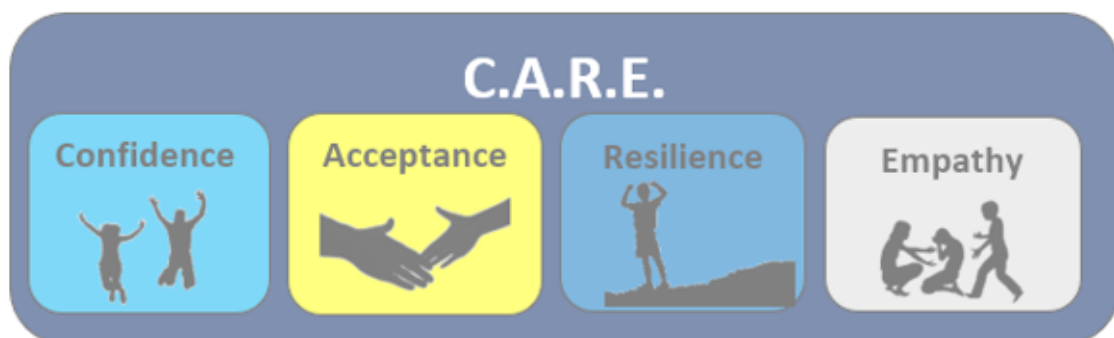 C.A.R.E.
Confidence
Acceptance
Resilience
Empathy